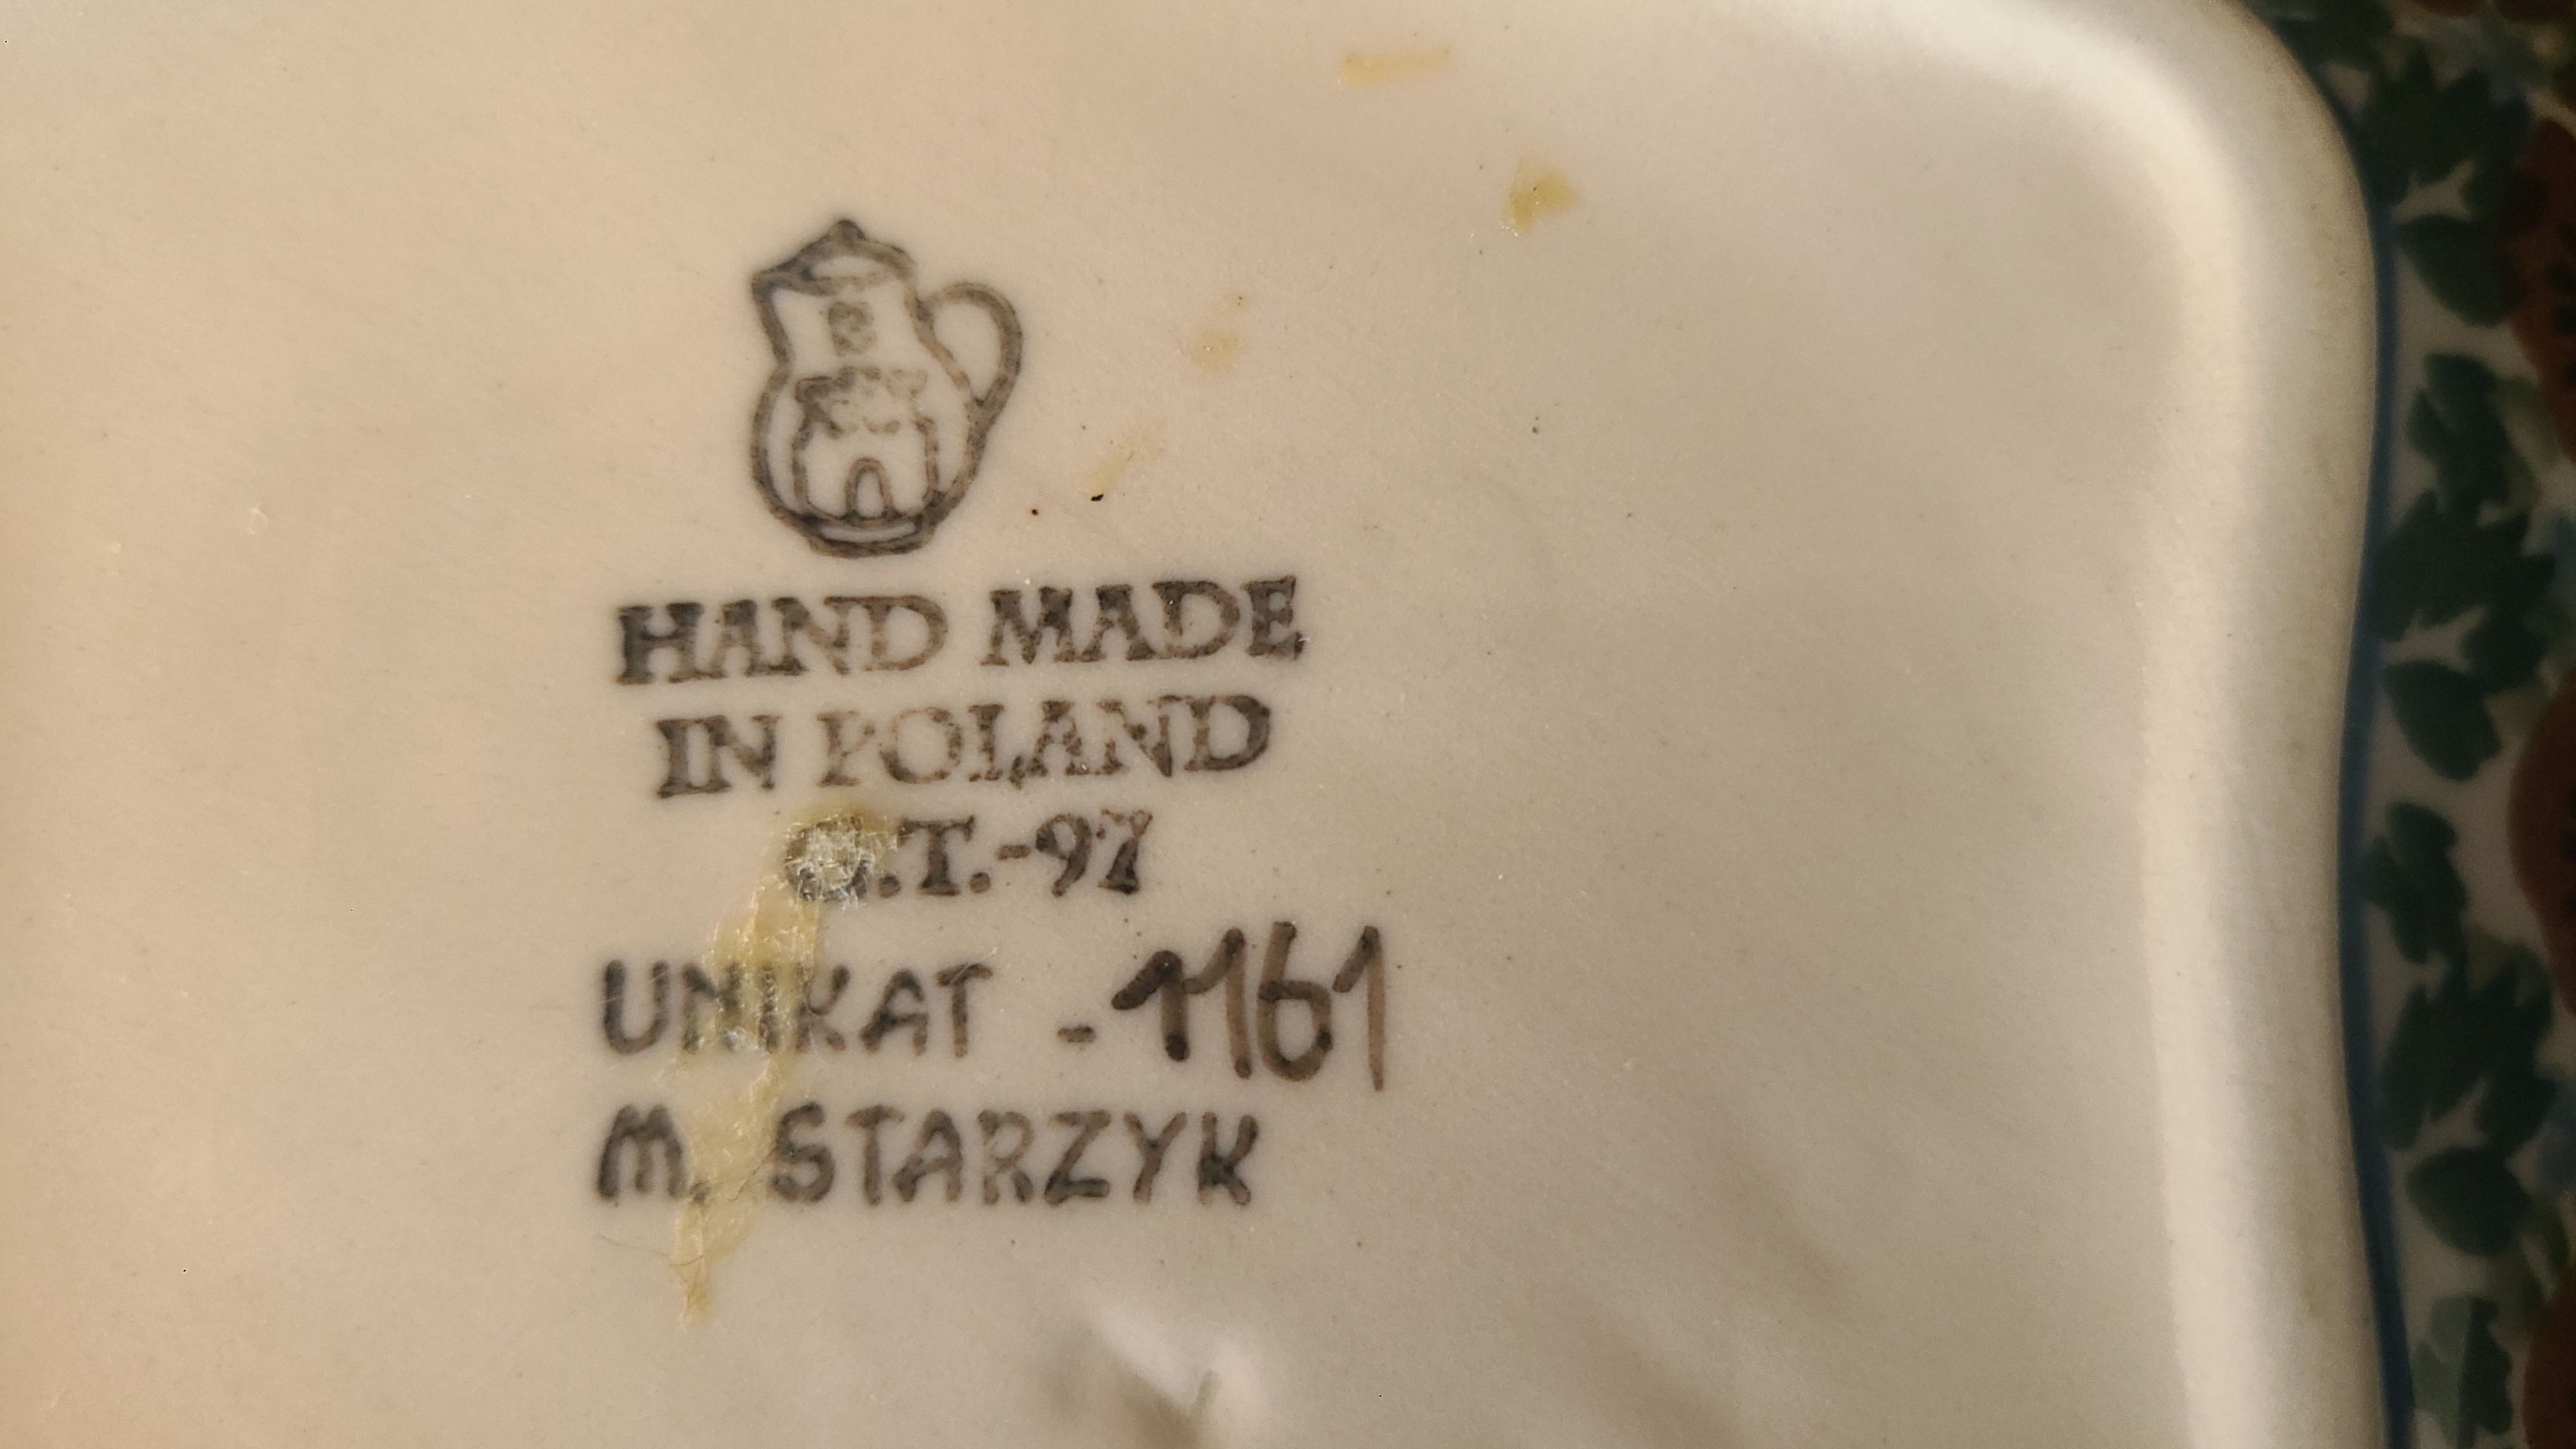 HAND MADE
IN POLAND
C.T.-97
UNIKAT -1161
M. STARZYK